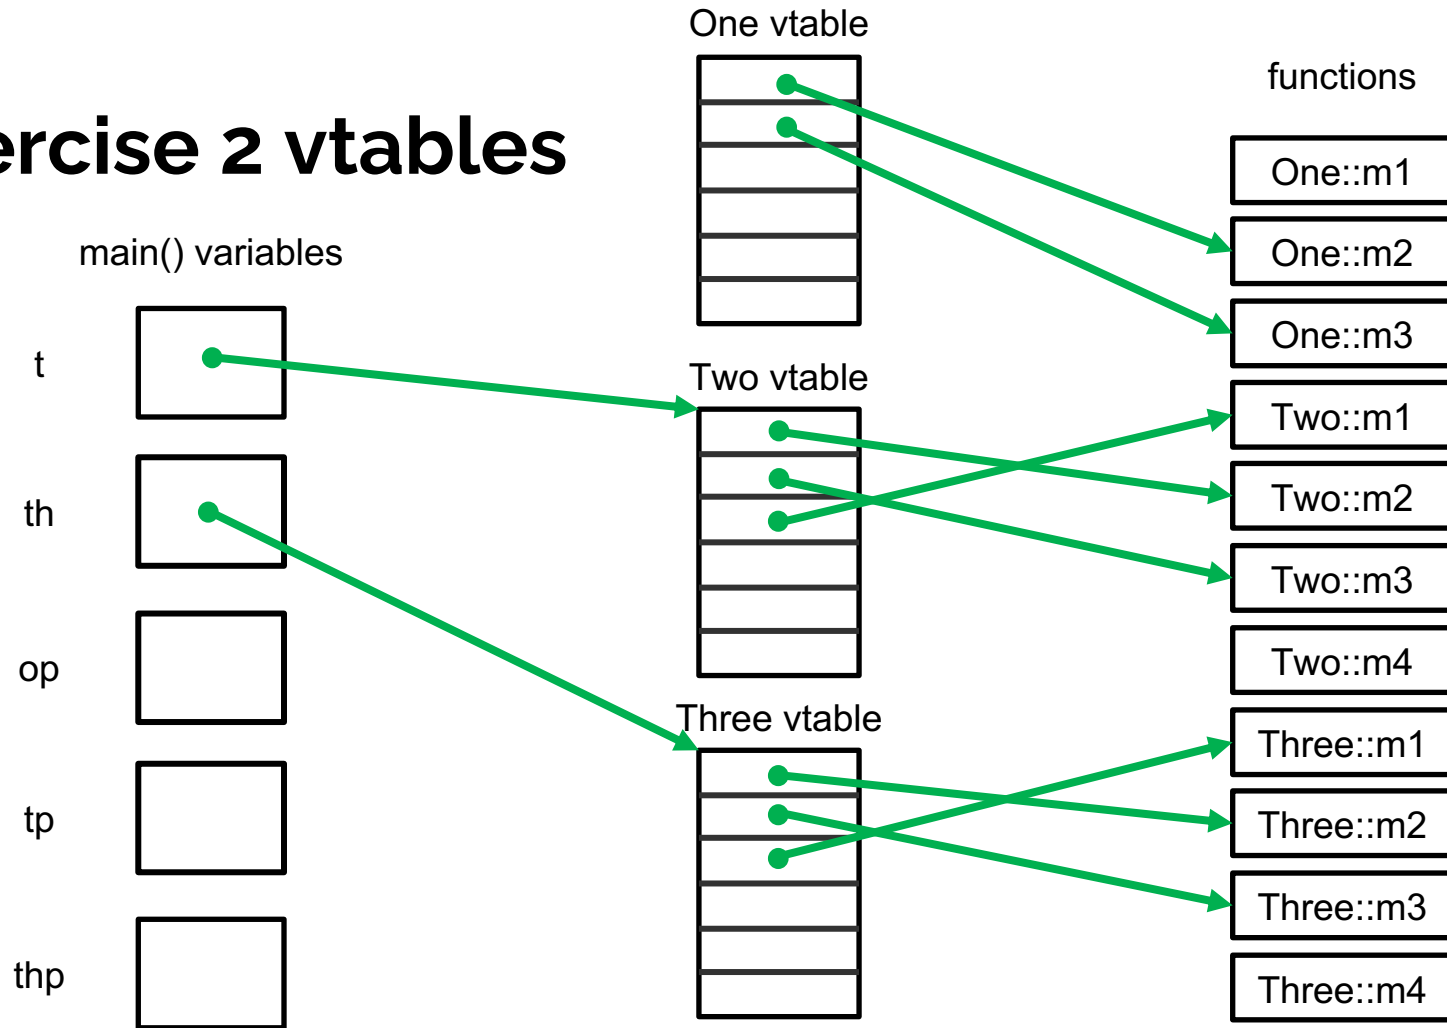 ercise 2 vtables
main() variables
t
th
op
tp
thp
One vtable
Two vtable
Three vtable
functions
One::m1
One::m2
One::m3
Two::m1
Two::m2
Two::m3
Two::m4
Three::m1
Three::m2
Three::m3
Three::m4